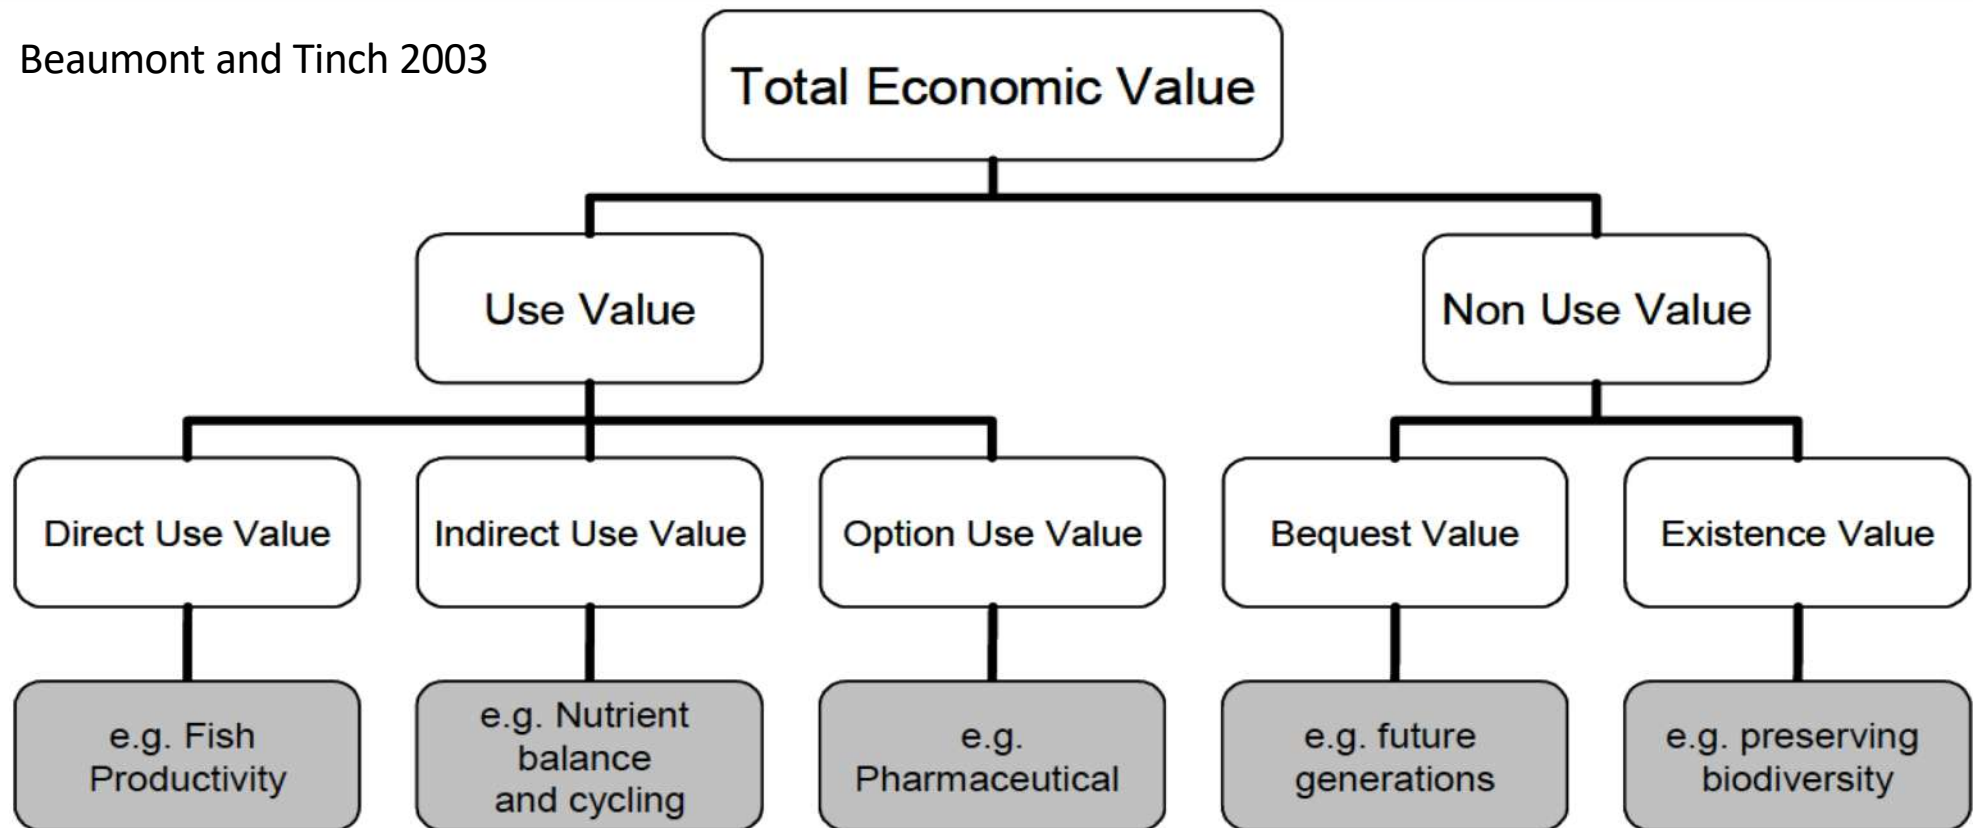 Beaumont and Tinch 2003
Total Economic Value
Use Value
Non Use Value
Direct Use Value
Indirect Use Value
Option Use Value
Bequest Value
Existence Value
e.g. Fish
Productivity
e.g. Nutrient
balance
and cycling
e.g.
Pharmaceutical
e.g. future
generations
e.g. preserving
biodiversity